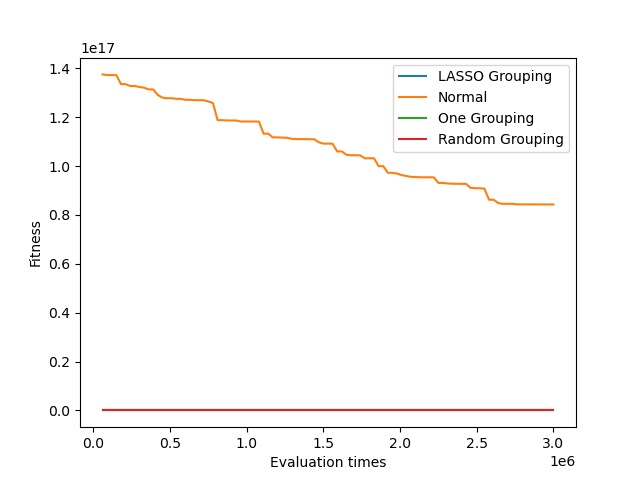 1e17
1.4
1.2
1.0
0.8
0.6
0.4
0.2
0.0
Fitness
LASSO Grouping
Normal
One Grouping
Random Grouping
0.0 0.5 1.0 1.5 2.0 2.5 3.0
1e6
Evaluation times